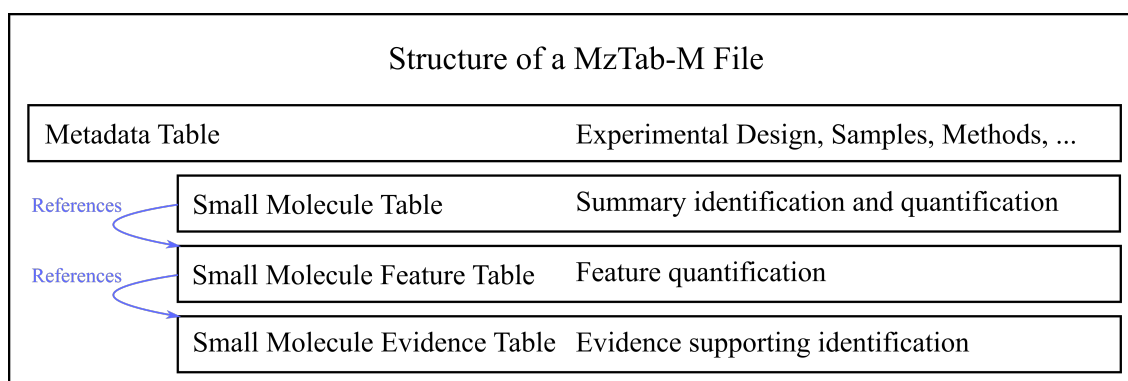 Structure of a MzTab-M File
Metadata Table Experimental Design, Samples, Methods, ...
References Small Molecule Table Summary identification and quantification
References Small Molecule Feature Table Feature quantification
Small Molecule Evidence Table Evidence supporting identification